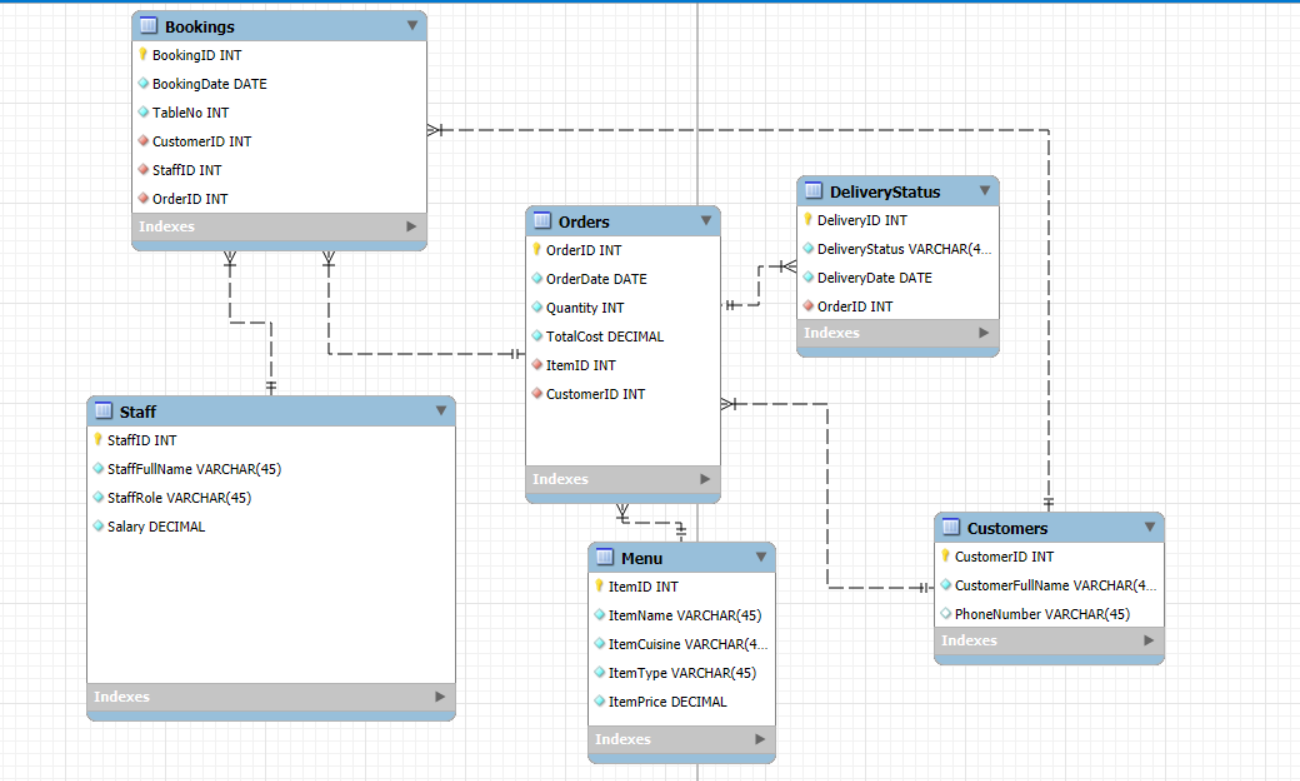 Bookings
BookingID INT
BookingDate DATE
TableNo INT
CustomerID INT
StaffID INT
OrderID INT
Indexes
Orders
OrderID INT
OrderDate DATE
Quantity INT
TotalCost DECIMAL
ItemID INT
CustomerID INT
Indexes
DeliveryStatus
DeliveryID INT
DeliveryStatus VARCHAR(4...
DeliveryDate DATE
OrderID INT
Indexes
Staff
StaffID INT
StaffFullName VARCHAR(45)
StaffRole VARCHAR(45)
Salary DECIMAL
Indexes
Menu
ItemID INT
ItemName VARCHAR(45)
ItemCuisine VARCHAR(4...
ItemType VARCHAR(45)
ItemPrice DECIMAL
Indexes
Customers
CustomerID INT
CustomerFullName VARCHAR(4...
PhoneNumber VARCHAR(45)
Indexes